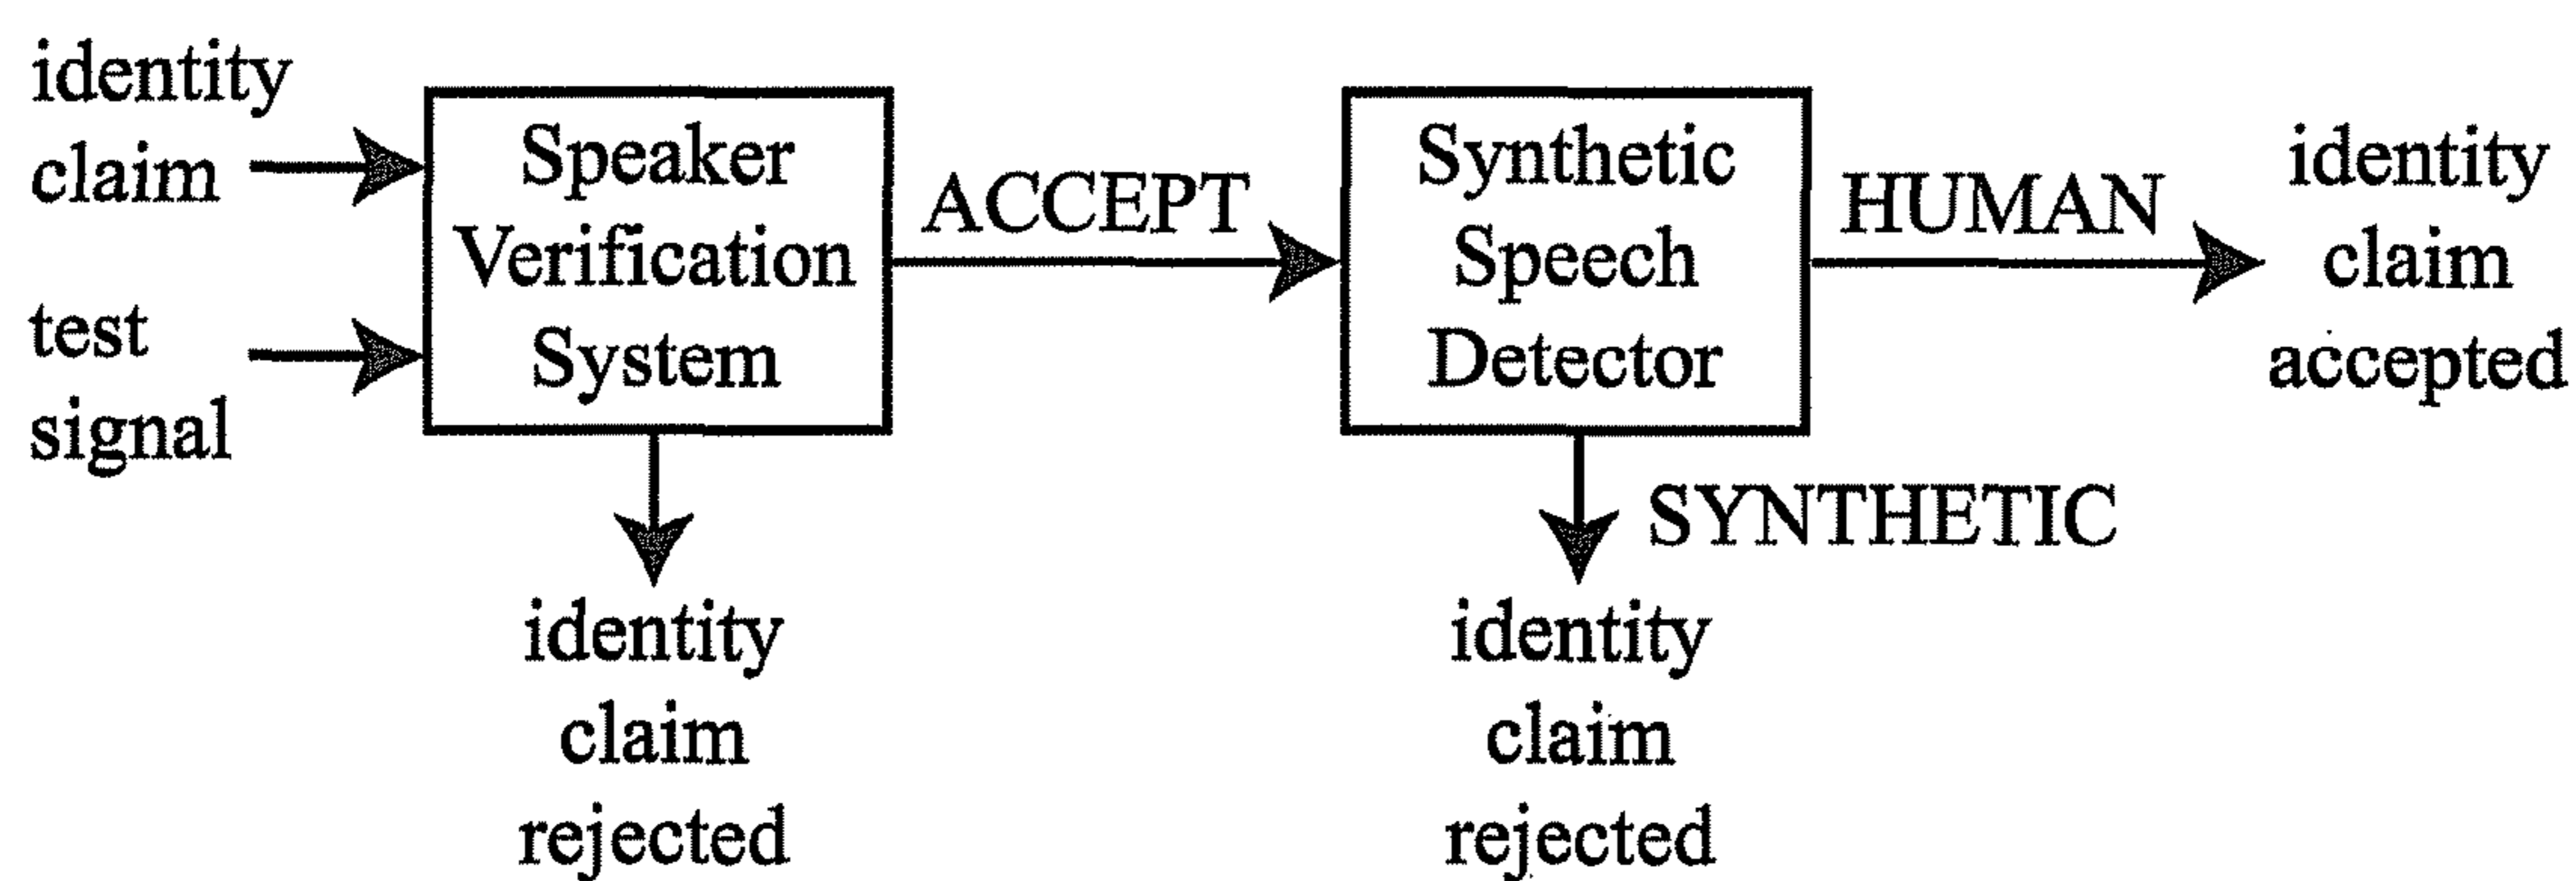 identity
claim
test
signal
Speaker
Verification
System
ACCEPT
Synthetic
Speech
Detector
HUMAN
identity
claim
accepted
SYNTHETIC
identity
claim
rejected
identity
claim
rejected